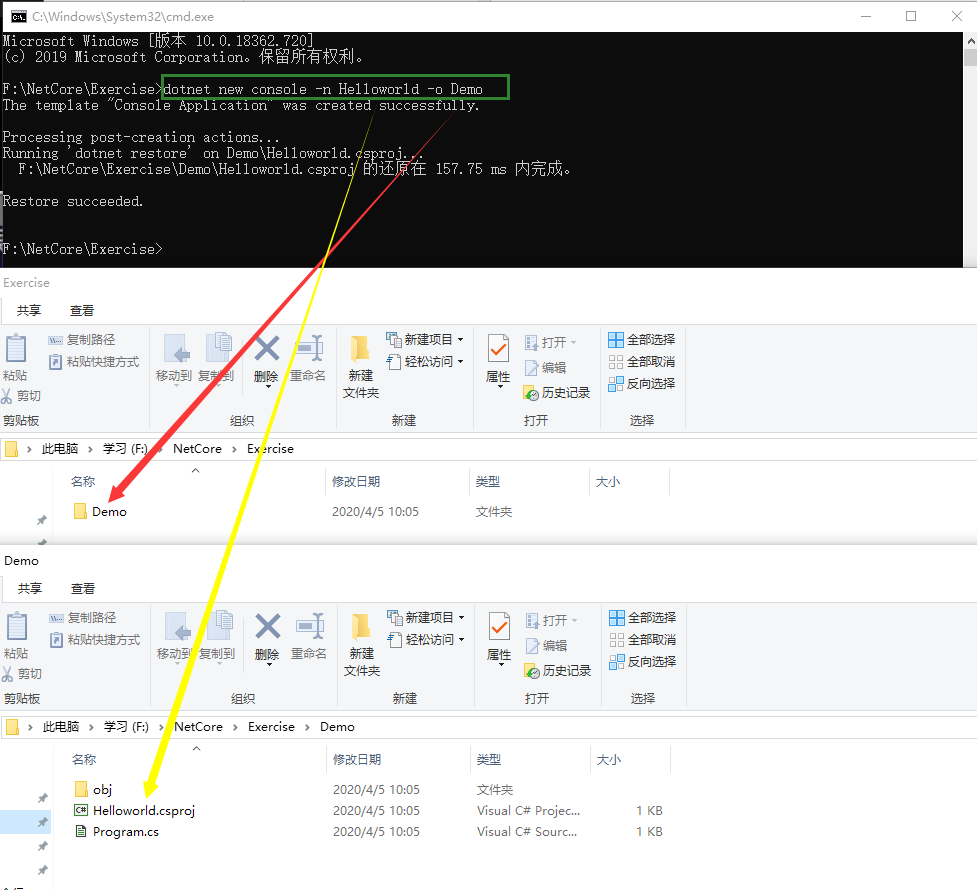 C:\Windows\System32\cmd.exe
Microsoft Windows [版本 10.0.18362.720]
(c) 2019 Microsoft Corporation。保留所有权利。
F:\NetCore\Exercise>dotnet new console -n Helloworld -o Demo
The template "Console Application" was created successfully.
Processing post-creation actions...
Running 'dotnet restore' on Demo\Helloworld.csproj...
F:\NetCore\Exercise\Demo\Helloworld.csproj 的还原在 157.75 ms 内完成。
Restore succeeded.
F:\NetCore\Exercise>
Exercise
共享 查看
复制路径 新建项目 打开 全部选择
粘贴快捷方式 轻松访问 编辑 全部取消
粘贴 移动到 复制到 删除 重命名 新建 属性 历史记录 反向选择
剪切 文件夹
剪贴板 组织 新建 打开 选择
此电脑 › 学习 (F:) › NetCore › Exercise
名称 修改日期 类型 大小
Demo 2020/4/5 10:05 文件夹
Demo
共享 查看
复制路径 新建项目 打开 全部选择
粘贴快捷方式 轻松访问 编辑 全部取消
粘贴 移动到 复制到 删除 重命名 新建 属性 历史记录 反向选择
剪切 文件夹
剪贴板 组织 新建 打开 选择
此电脑 › 学习 (F:) › NetCore › Exercise › Demo
名称 修改日期 类型 大小
obj 2020/4/5 10:05 文件夹
C# Helloworld.csproj 2020/4/5 10:05 Visual C# Projec... 1 KB
Program.cs 2020/4/5 10:05 Visual C# Sourc... 1 KB